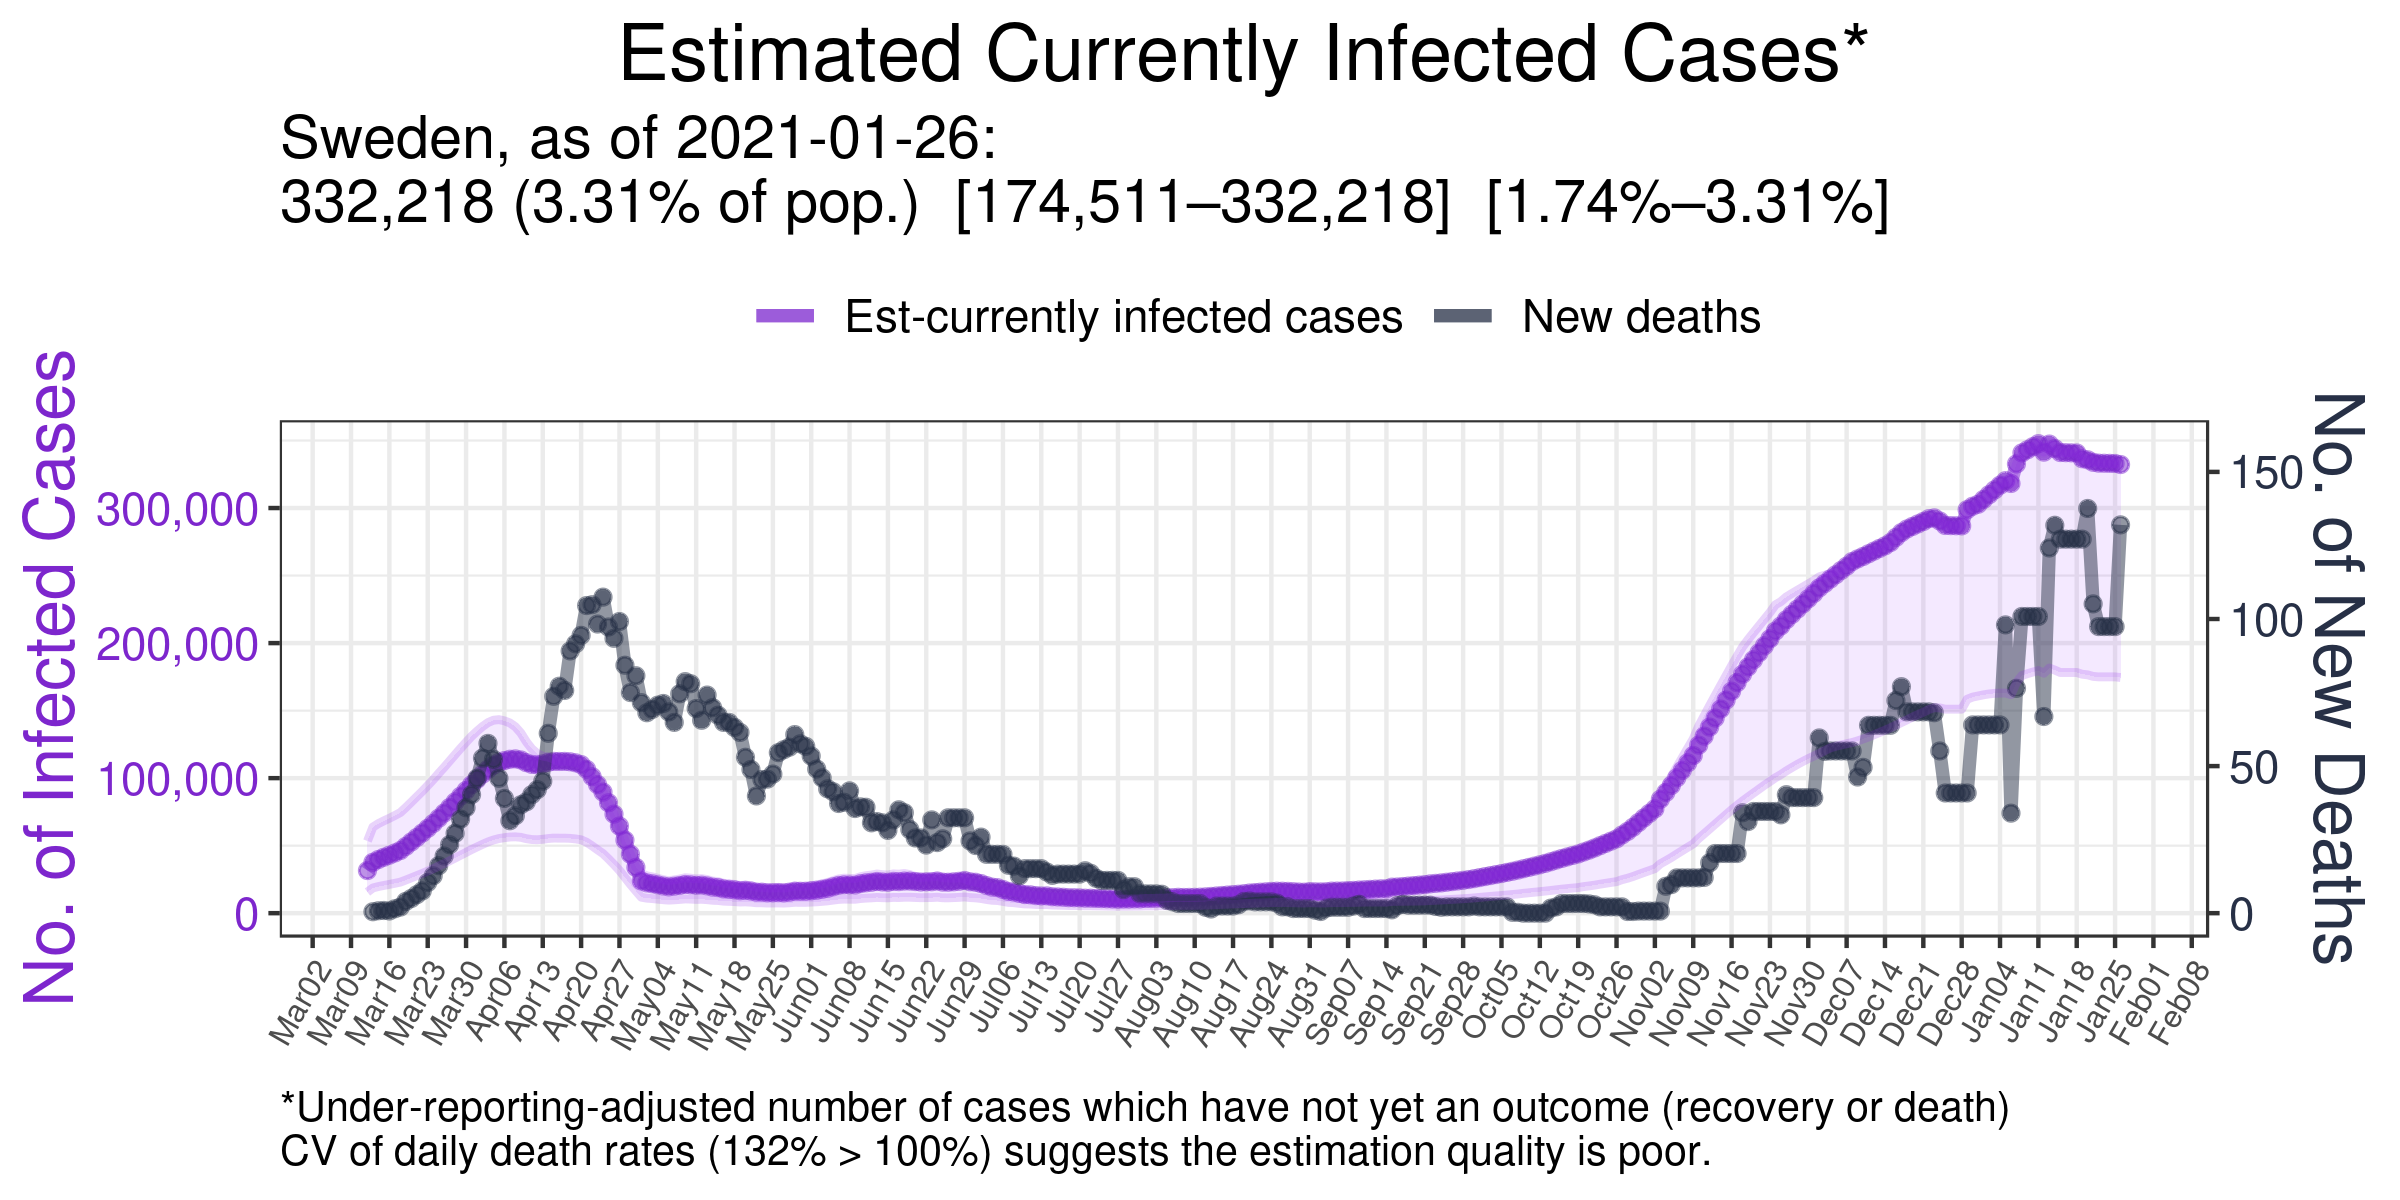 Estimated Currently Infected Cases*
Sweden, as of 2021-01-26:
332,218 (3.31% of pop.)  [174,511–332,218]  [1.74%–3.31%]
Est-currently infected cases
New deaths
No. of Infected Cases
300,000
200,000
100,000
0
150
100
50
0
No. of New Deaths
Mar02
Mar09
Mar16
Mar23
Mar30
Apr06
Apr13
Apr20
Apr27
May04
May11
May18
May25
Jun01
Jun08
Jun15
Jun22
Jun29
Jul06
Jul13
Jul20
Jul27
Aug03
Aug10
Aug17
Aug24
Aug31
Sep07
Sep14
Sep21
Sep28
Oct05
Oct12
Oct19
Oct26
Nov02
Nov09
Nov16
Nov23
Nov30
Dec07
Dec14
Dec21
Dec28
Jan04
Jan11
Jan18
Jan25
Feb01
Feb08
*Under-reporting-adjusted number of cases which have not yet an outcome (recovery or death)
CV of daily death rates (132% > 100%) suggests the estimation quality is poor.